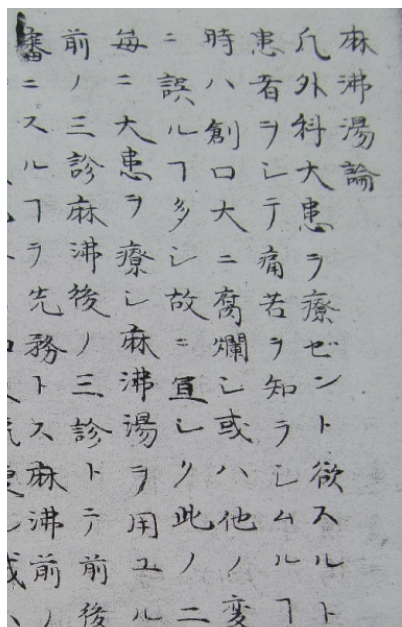 麻沸湯論
凢外科大患ヲ療ゼント欲スルト
患者ヲシテ痛苦ヲ知ラシムルヿ
時ハ創口大ニ腐爛シ或ハ他ノ変
ニ誤ルヿ多シ故ニ宜シク此ノ二
毎ニ大患ヲ療シ麻沸湯ヲ用ユル
前ノ三診麻沸後ノ三診トテ前後
審ニスルヿヲ先務トス麻沸前ノ